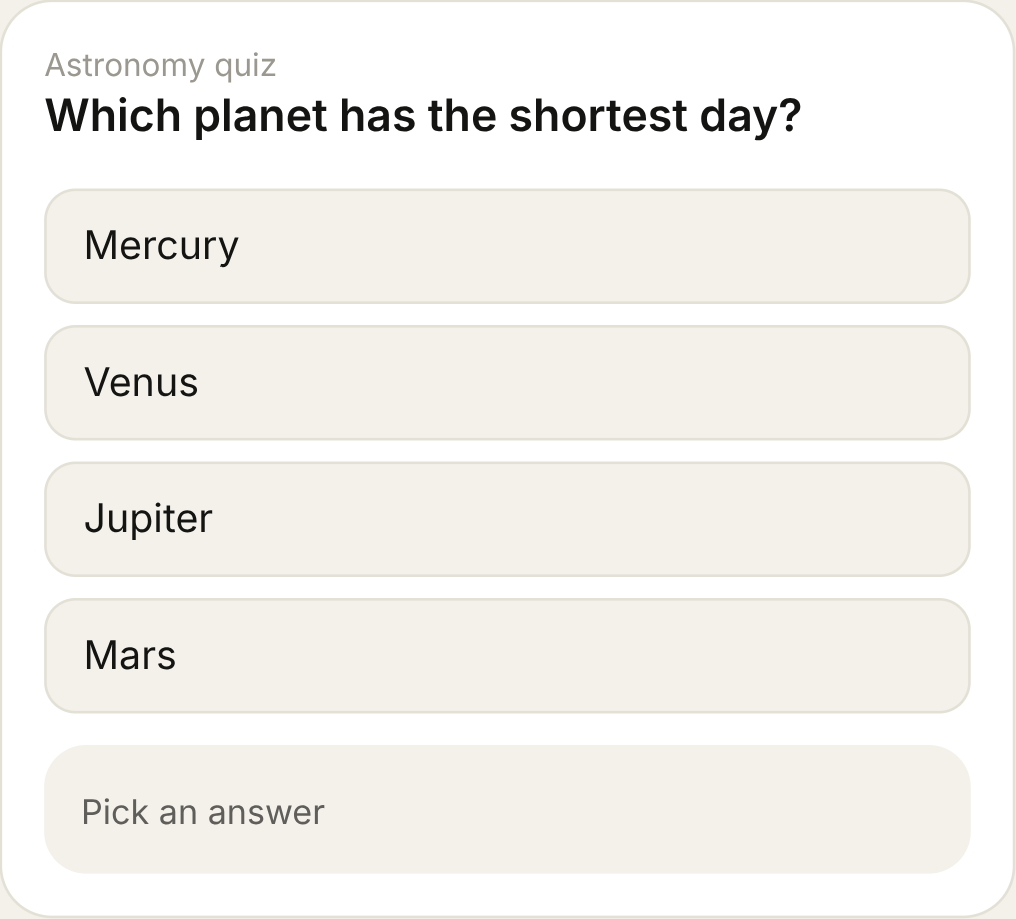 Astronomy quiz
Which planet has the shortest day?
Mercury
Venus
Jupiter
Mars
Pick an answer